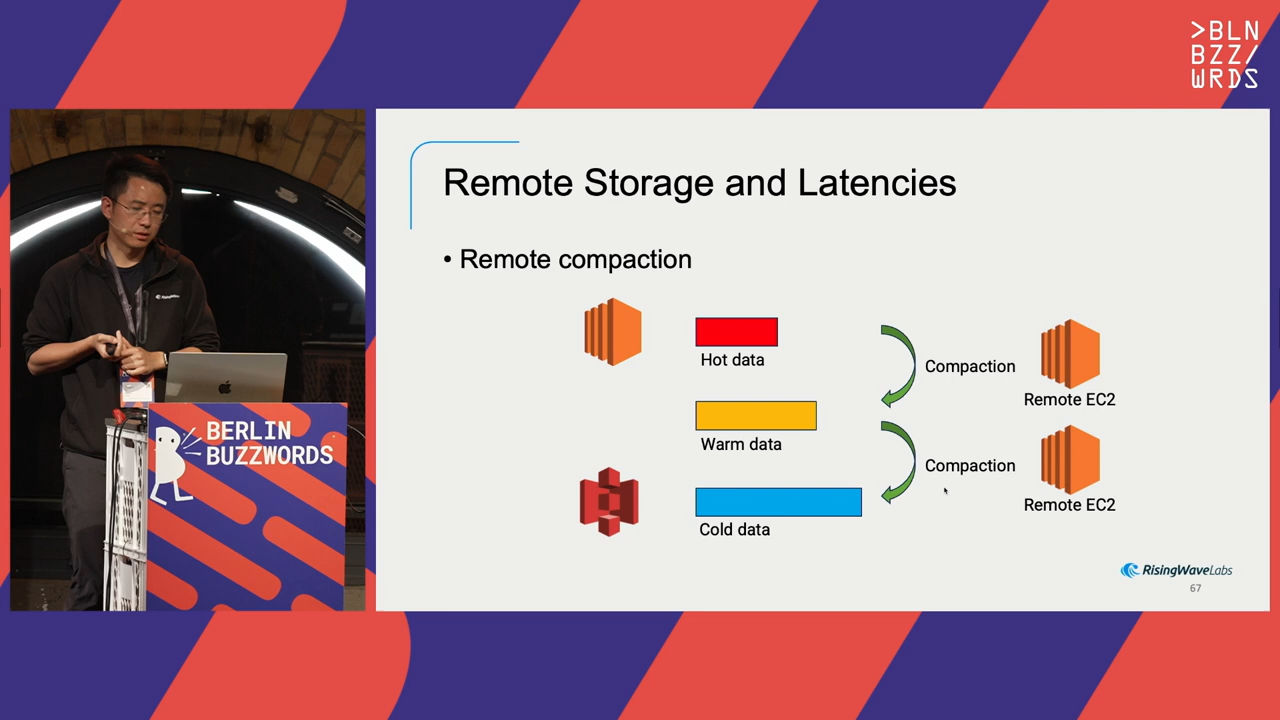 >BLN
BZZ/
WRDS
Remote Storage and Latencies
• Remote compaction
Hot data
Compaction
Remote EC2
Warm data
Compaction
Remote EC2
Cold data
RisingWaveLabs
67
RisingWave
BERLIN
BUZZWORDS